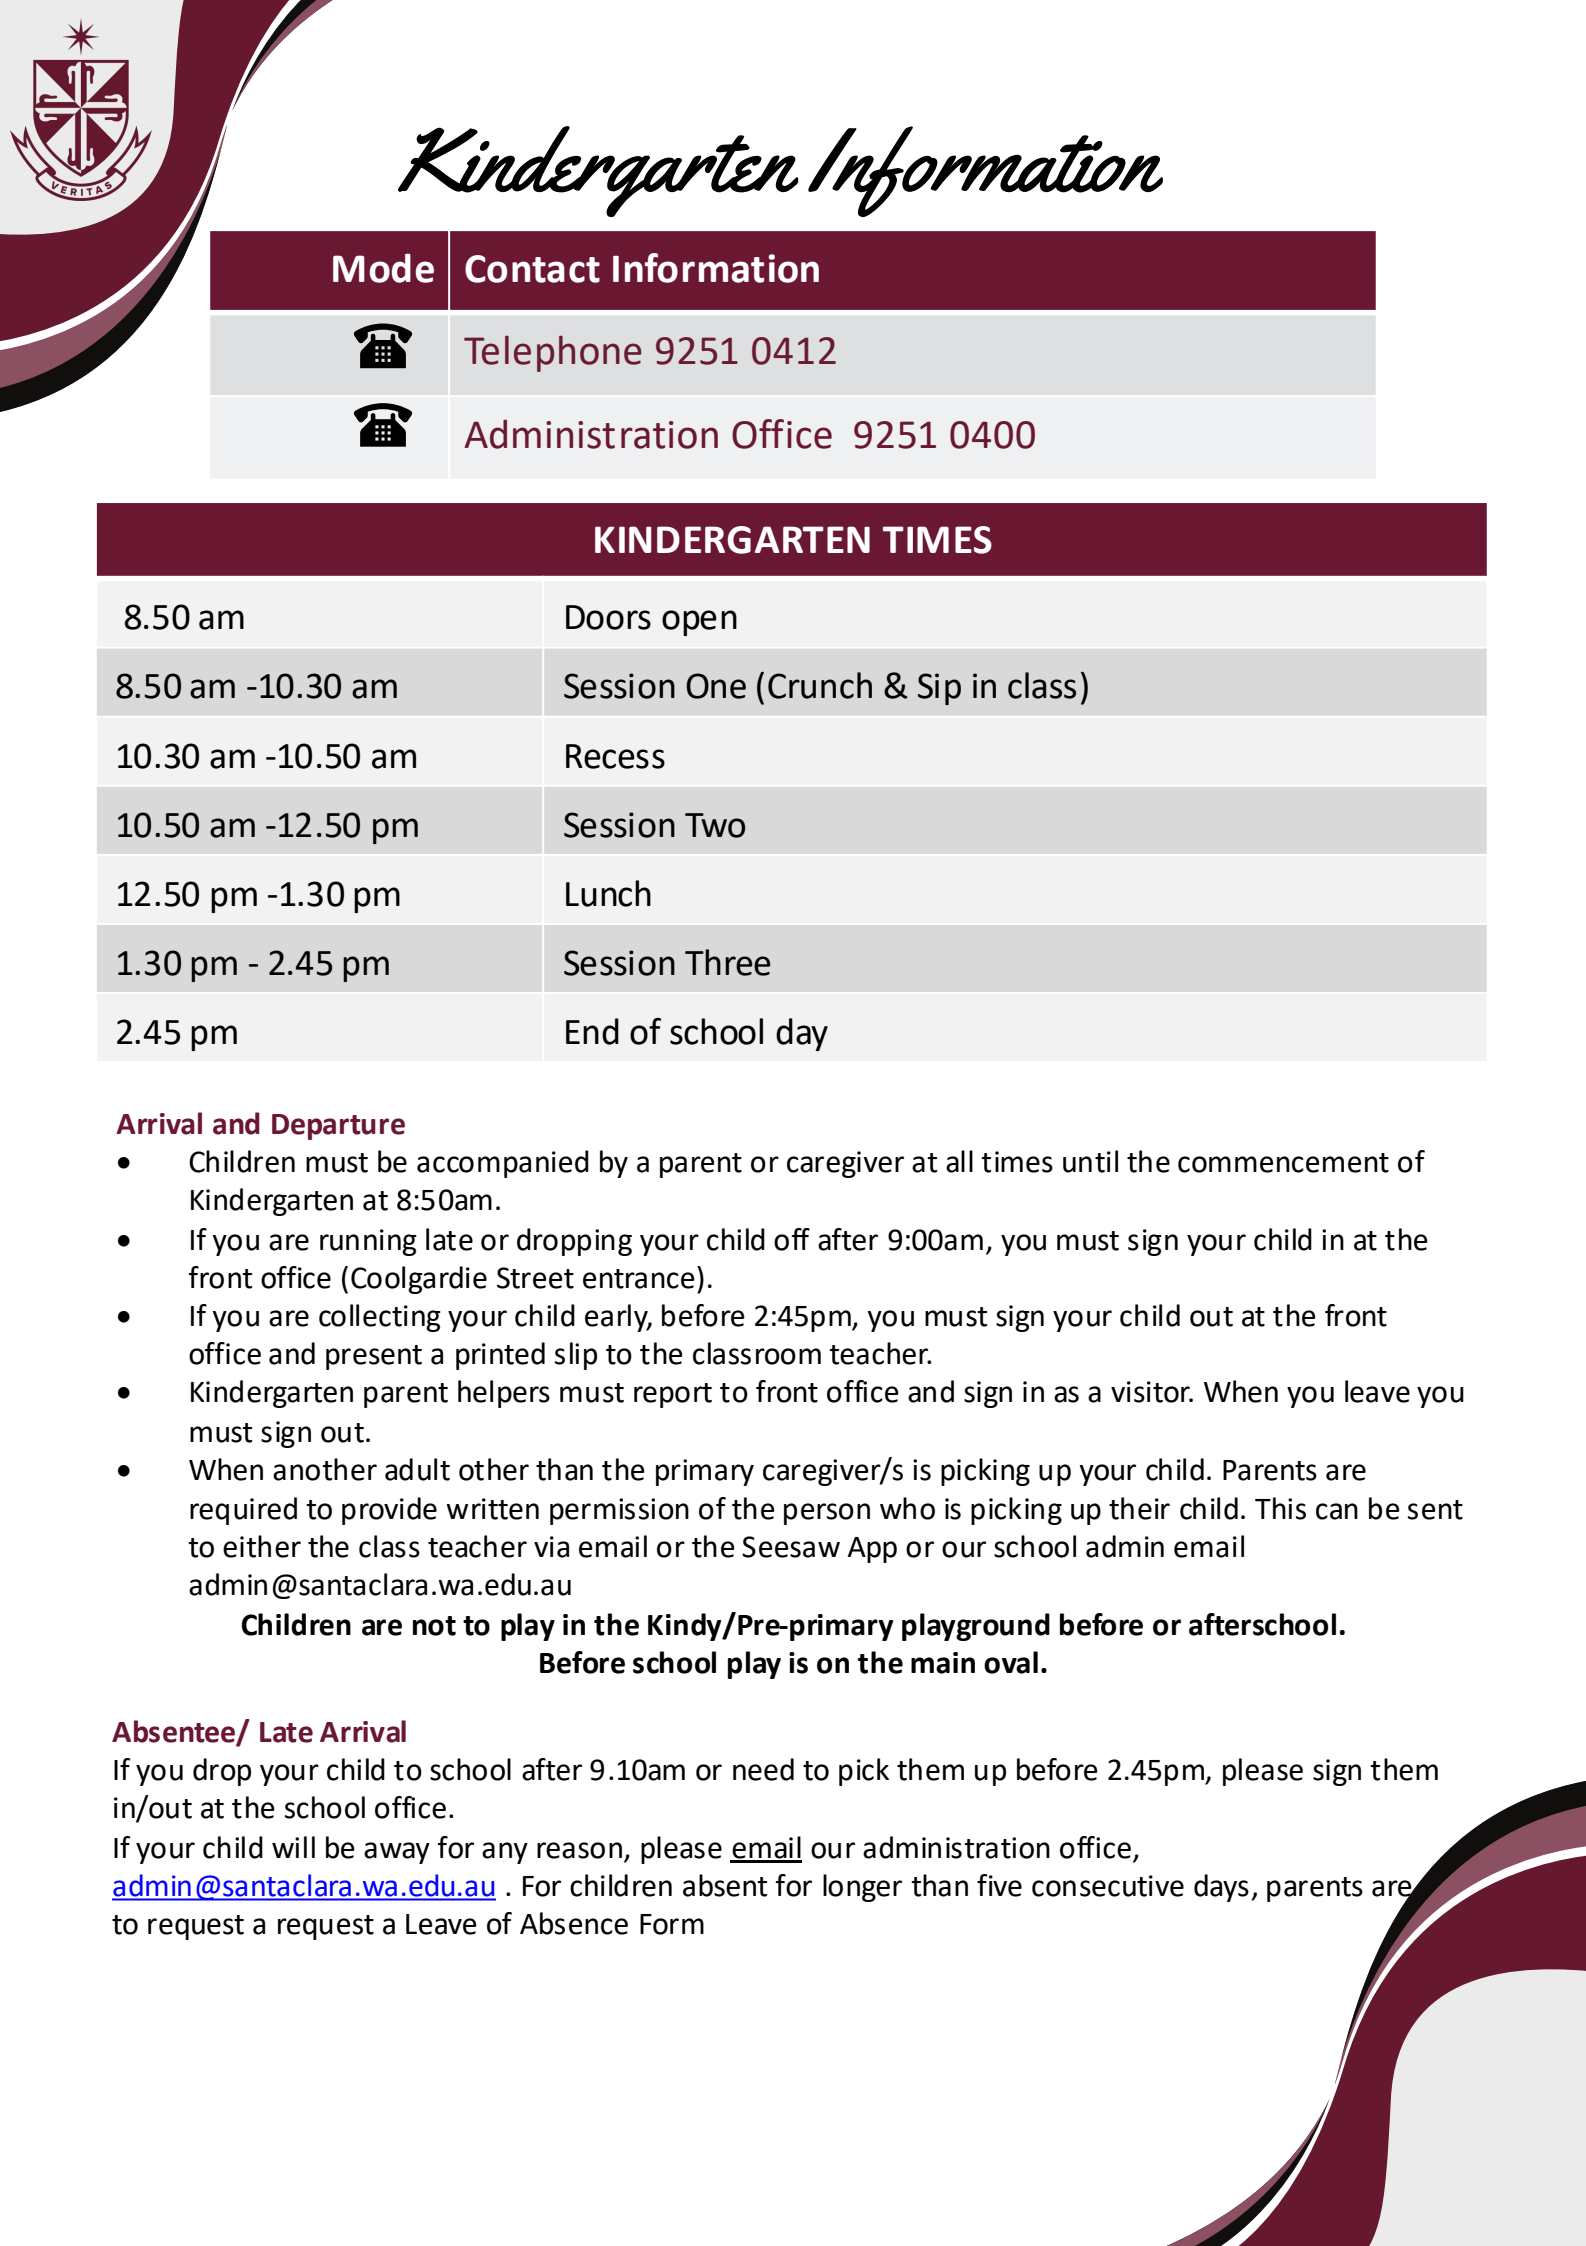 VERITAS
Kindergarten Information
Mode Contact Information
Telephone 9251 0412
Administration Office 9251 0400
KINDERGARTEN TIMES
8.50 am Doors open
8.50 am -10.30 am Session One (Crunch & Sip in class)
10.30 am -10.50 am Recess
10.50 am -12.50 pm Session Two
12.50 pm -1.30 pm Lunch
1.30 pm - 2.45 pm Session Three
2.45 pm End of school day
Arrival and Departure
• Children must be accompanied by a parent or caregiver at all times until the commencement of
Kindergarten at 8:50am.
• If you are running late or dropping your child off after 9:00am, you must sign your child in at the
front office (Coolgardie Street entrance).
• If you are collecting your child early, before 2:45pm, you must sign your child out at the front
office and present a printed slip to the classroom teacher.
• Kindergarten parent helpers must report to front office and sign in as a visitor. When you leave you
must sign out.
• When another adult other than the primary caregiver/s is picking up your child. Parents are
required to provide written permission of the person who is picking up their child. This can be sent
to either the class teacher via email or the Seesaw App or our school admin email
admin@santaclara.wa.edu.au
Children are not to play in the Kindy/Pre-primary playground before or afterschool.
Before school play is on the main oval.
Absentee/ Late Arrival
If you drop your child to school after 9.10am or need to pick them up before 2.45pm, please sign them
in/out at the school office.
If your child will be away for any reason, please email our administration office,
admin@santaclara.wa.edu.au . For children absent for longer than five consecutive days, parents are
to request a request a Leave of Absence Form